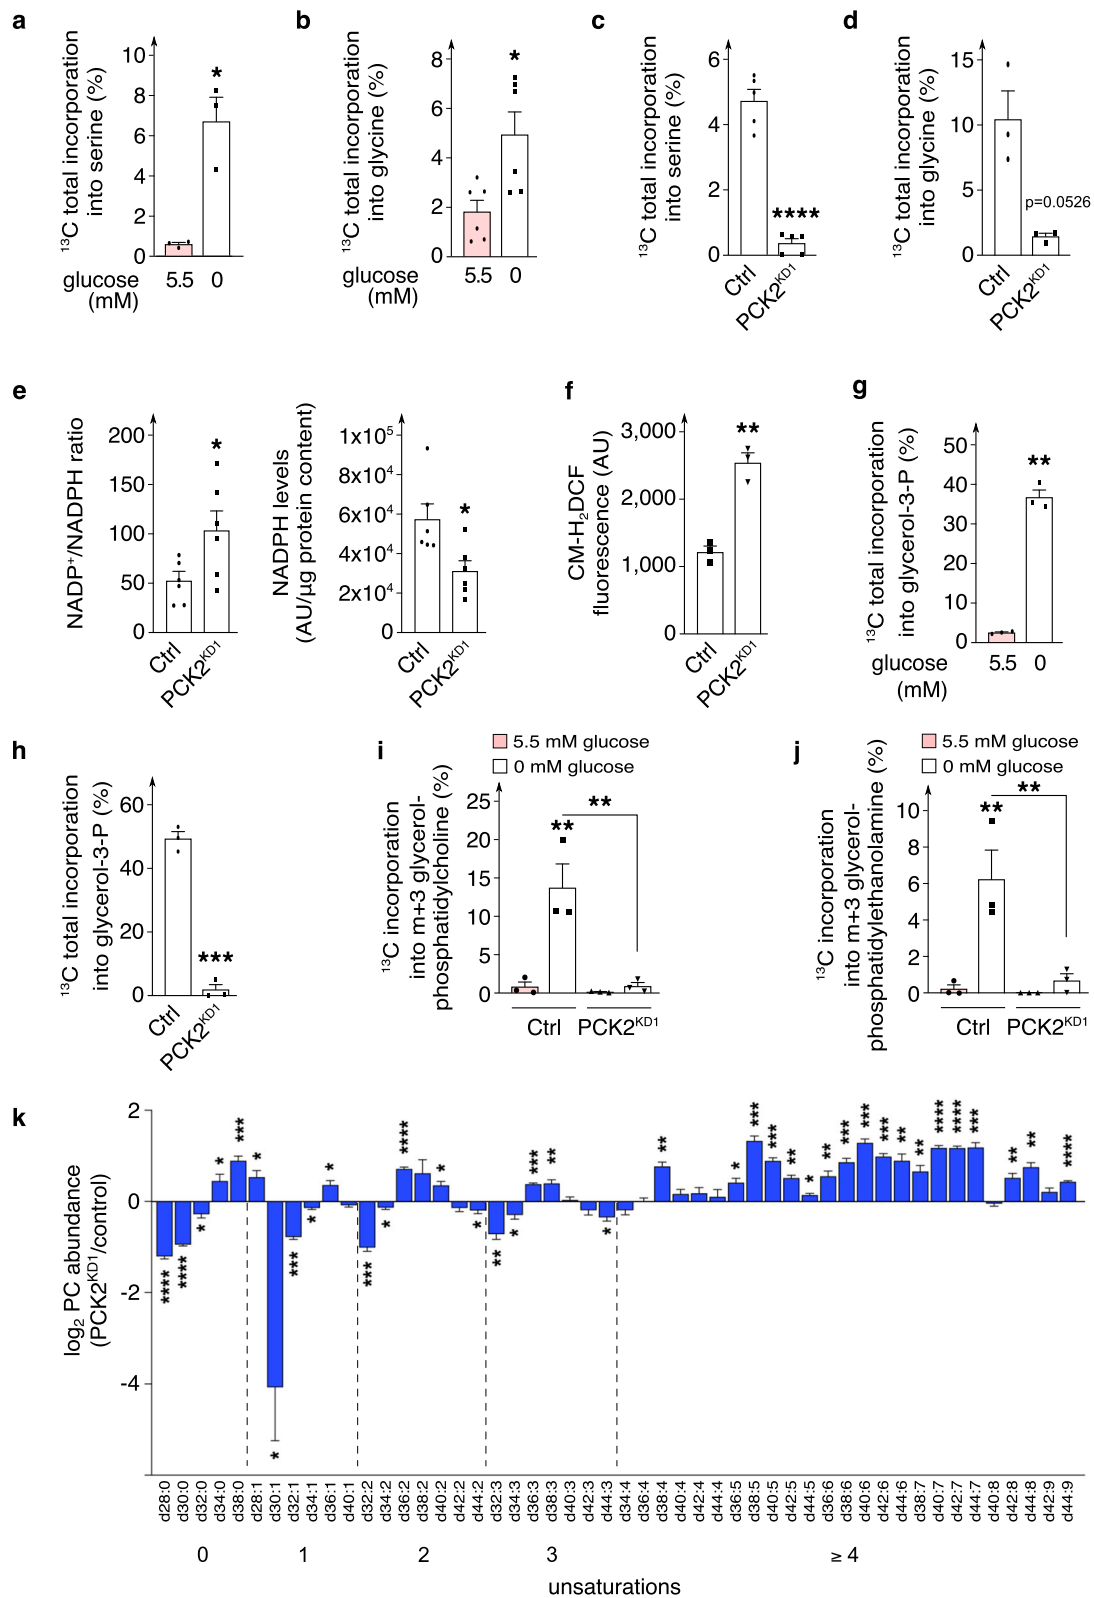 a
¹³C total incorporation
into serine (%)
10
8
6
4
2
0
*
glucose 5.5 0
(mM)
b
¹³C total incorporation
into glycine (%)
8
6
4
2
0
*
glucose 5.5 0
(mM)
c
¹³C total incorporation
into serine (%)
6
4
2
0
****
Ctrl
PCK2ᴷᴰ¹
d
¹³C total incorporation
into glycine (%)
15
10
5
0
p=0.0526
Ctrl
PCK2ᴷᴰ¹
e
NADP⁺/NADPH ratio
200
150
100
50
0
*
Ctrl
PCK2ᴷᴰ¹
NADPH levels
(AU/µg protein content)
1x10⁵
8x10⁴
6x10⁴
4x10⁴
2x10⁴
0
*
Ctrl
PCK2ᴷᴰ¹
f
CM-H₂DCF
fluorescence (AU)
3,000
2,000
1,000
0
**
Ctrl
PCK2ᴷᴰ¹
g
¹³C total incorporation
into glycerol-3-P (%)
50
40
30
20
10
0
**
glucose 5.5 0
(mM)
h
¹³C total incorporation
into glycerol-3-P (%)
60
40
20
0
***
Ctrl
PCK2ᴷᴰ¹
i
5.5 mM glucose
0 mM glucose
¹³C incorporation
into m+3 glycerol-
phosphatidylcholine (%)
25
20
15
10
5
0
**
**
Ctrl PCK2ᴷᴰ¹
j
5.5 mM glucose
0 mM glucose
¹³C incorporation
into m+3 glycerol-
phosphatidylethanolamine (%)
10
8
6
4
2
0
**
**
Ctrl PCK2ᴷᴰ¹
k
log₂ PC abundance
(PCK2ᴷᴰ¹/control)
2
0
-2
-4
****
****
*
*
***
*
*
***
*
*
***
*
****
*
*
**
*
***
**
*
**
*
***
***
**
*
**
***
***
***
**
**
****
****
***
**
**
****
d28:0
d30:0
d32:0
d34:0
d38:0
d28:1
d30:1
d32:1
d34:1
d36:1
d40:1
d32:2
d34:2
d36:2
d38:2
d40:2
d42:2
d44:2
d32:3
d34:3
d36:3
d38:3
d40:3
d42:3
d44:3
d34:4
d36:4
d38:4
d40:4
d42:4
d44:4
d36:5
d38:5
d40:5
d42:5
d44:5
d36:6
d38:6
d40:6
d42:6
d44:6
d38:7
d40:7
d42:7
d44:7
d40:8
d42:8
d44:8
d42:9
d44:9
0 1 2 3 ≥ 4
unsaturations